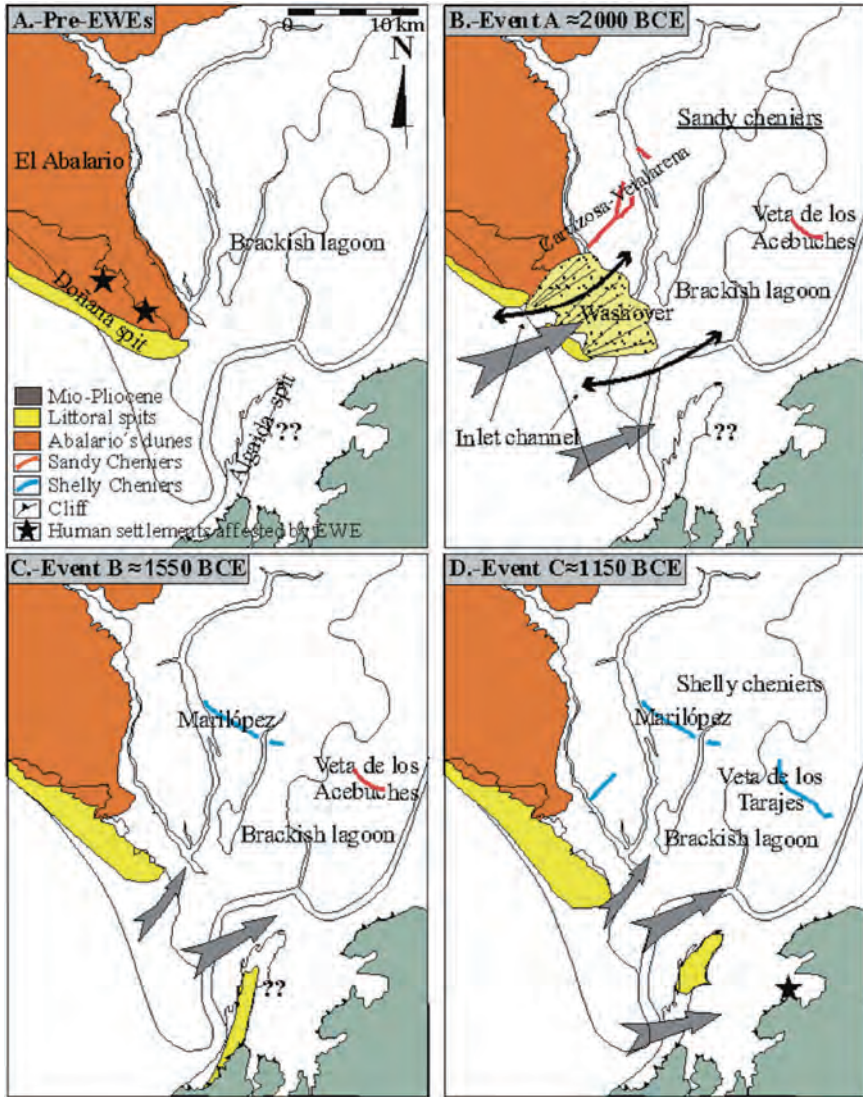 A.-Pre-EWEs
0 10 km
N
El Abalario
Brackish lagoon
Doñana spit
Algaida spit
??
Mio-Pliocene
Littoral spits
Abalario's dunes
Sandy Cheniers
Shelly Cheniers
Cliff
Human settlements affected by EWE
B.-Event A ≈2000 BCE
Sandy cheniers
Carrizosa-Vetalarena
Veta de los
Acebuches
Brackish lagoon
Washover
Inlet channel
??
C.-Event B ≈1550 BCE
Marilópez
Veta de los
Acebuches
Brackish lagoon
??
D.-Event C≈1150 BCE
Shelly cheniers
Marilópez
Veta de los
Tarajes
Brackish lagoon